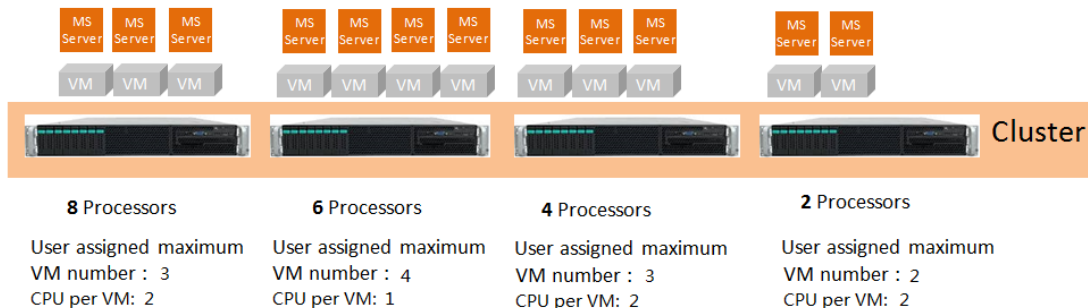 MS Server MS Server MS Server MS Server MS Server MS Server MS Server MS Server MS Server MS Server MS Server MS Server
VM VM VM VM VM VM VM VM VM VM VM VM
Cluster
8 Processors
User assigned maximum
VM number : 3
CPU per VM: 2
6 Processors
User assigned maximum
VM number : 4
CPU per VM: 1
4 Processors
User assigned maximum
VM number : 3
CPU per VM: 2
2 Processors
User assigned maximum
VM number : 2
CPU per VM: 2